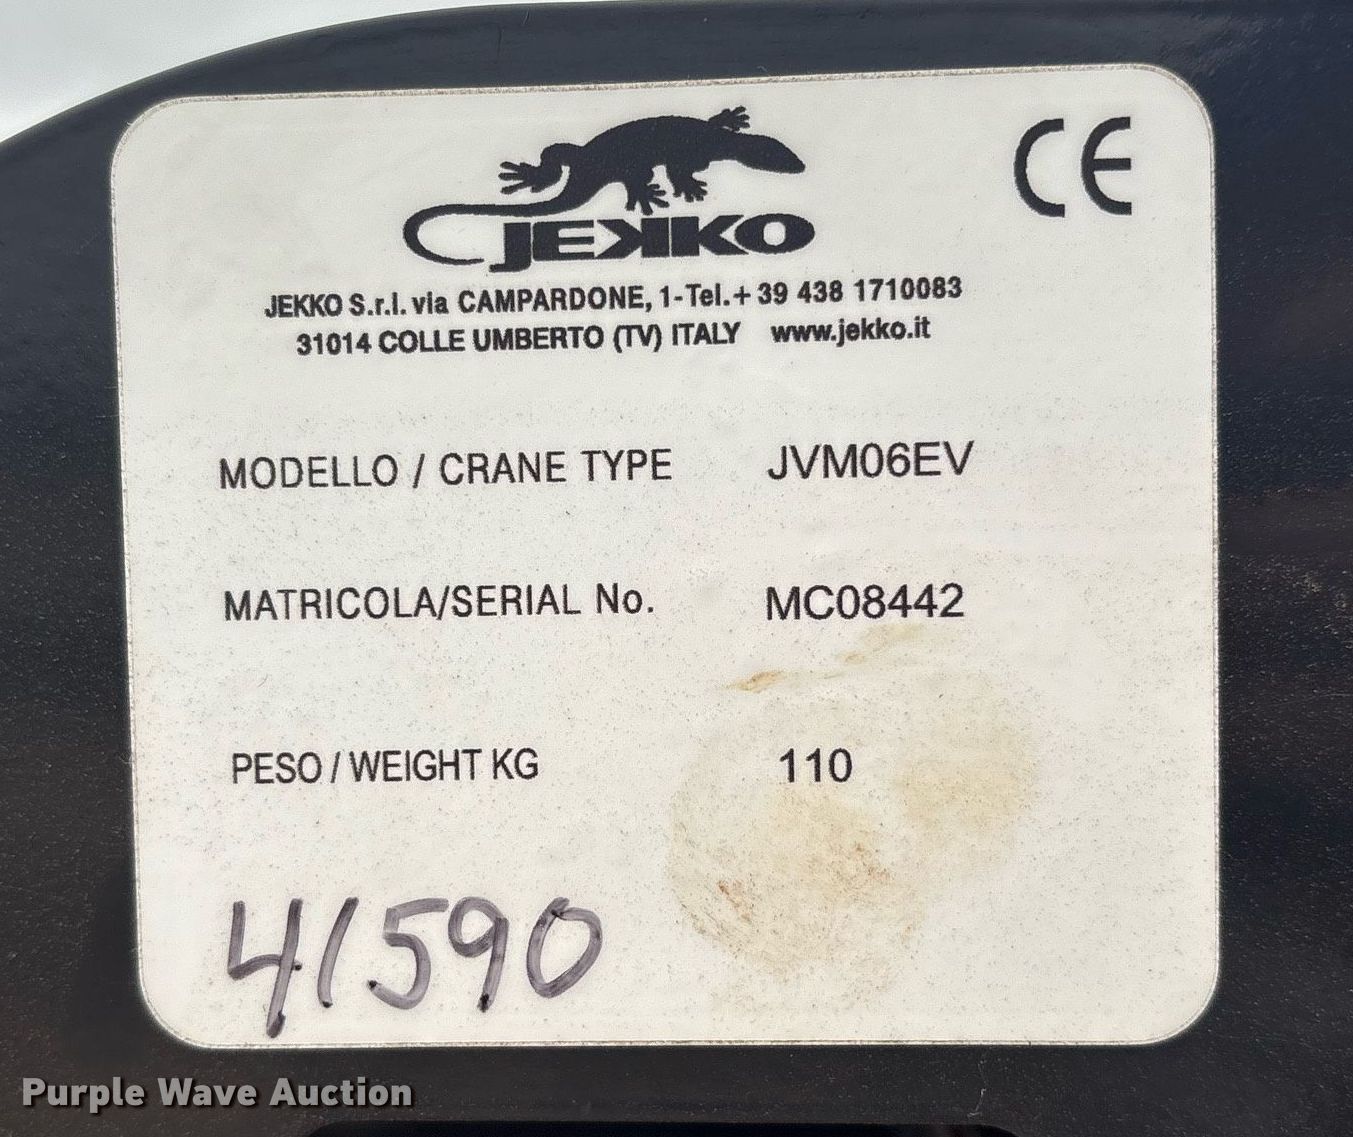 JEKKO
CE
JEKKO S.r.l. via CAMPARDONE, 1-Tel.+ 39 438 1710083
31014 COLLE UMBERTO (TV) ITALY www.jekko.it
MODELLO / CRANE TYPE JVM06EV
MATRICOLA/SERIAL No. MC08442
PESO / WEIGHT KG 110
41590
Purple Wave Auction